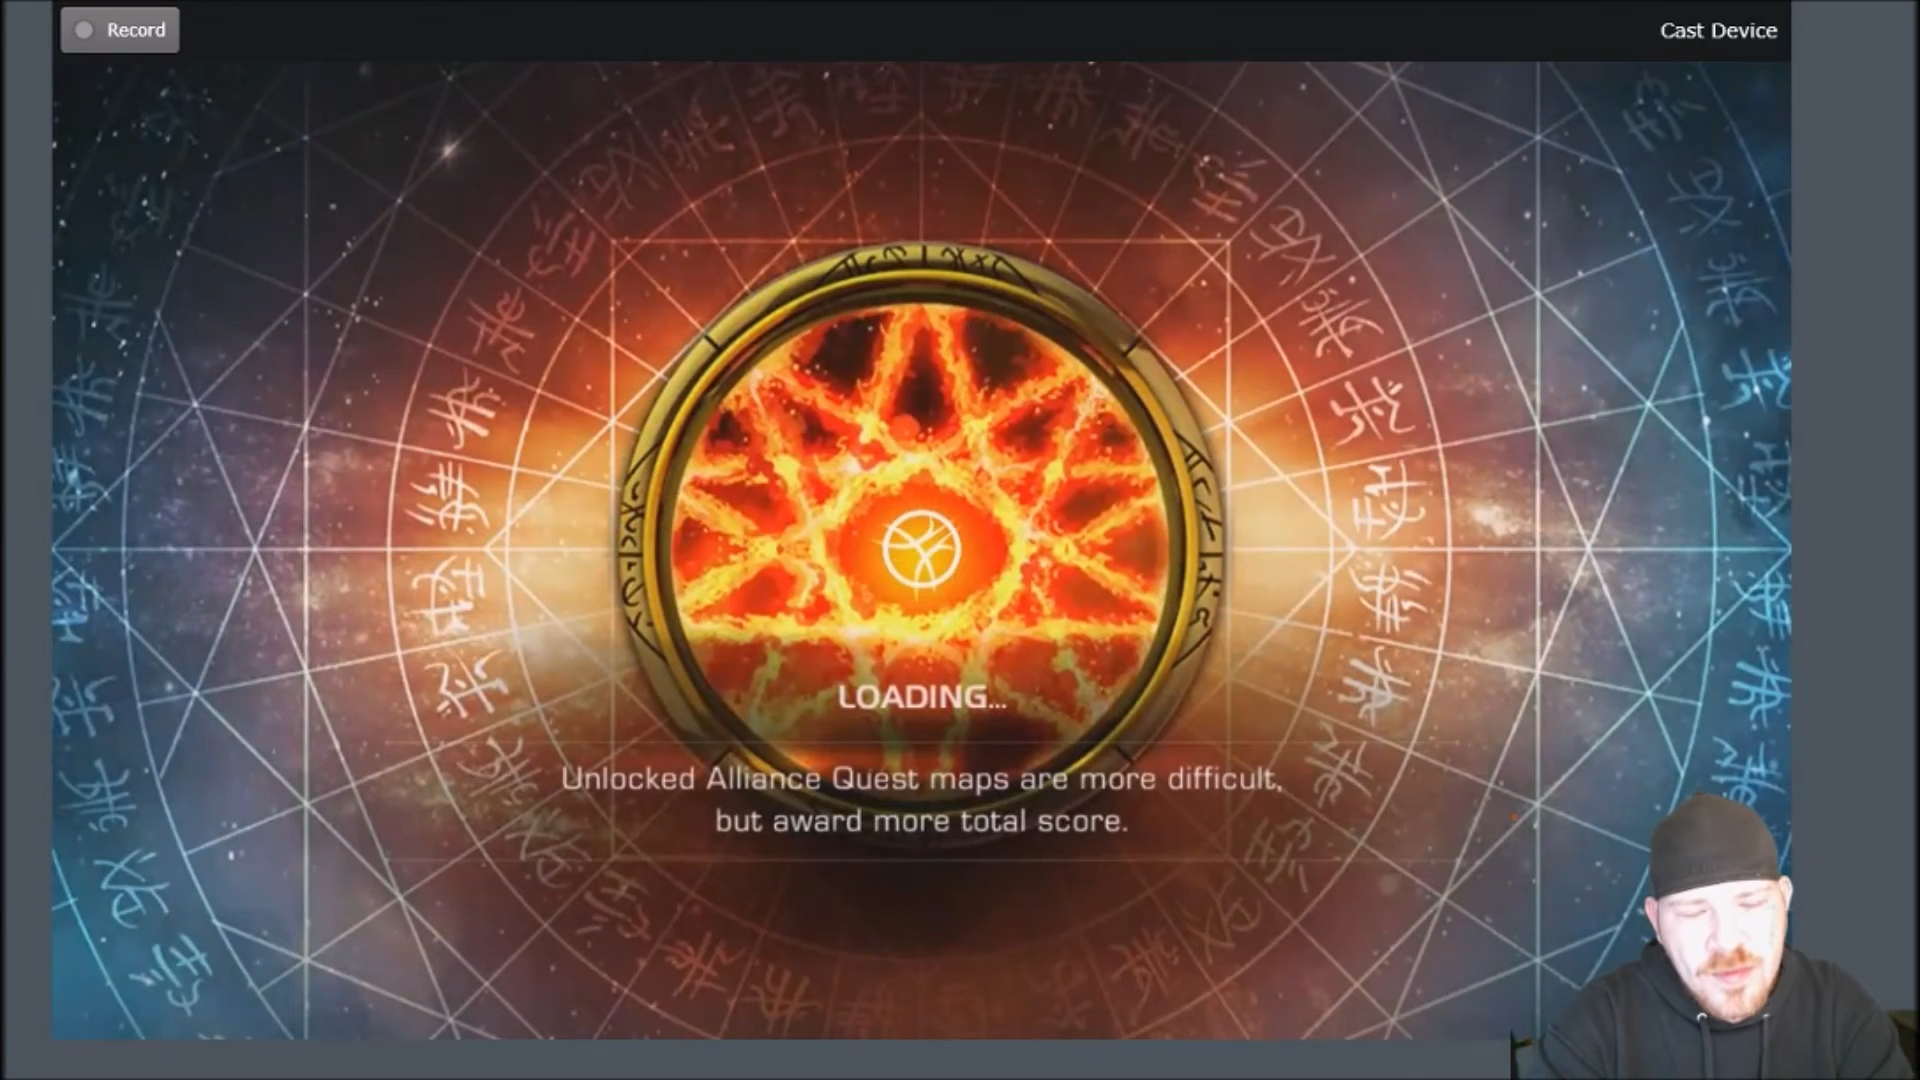 Record
Cast Device
LOADING...
Unlocked Alliance Quest maps are more difficult,
but award more total score.